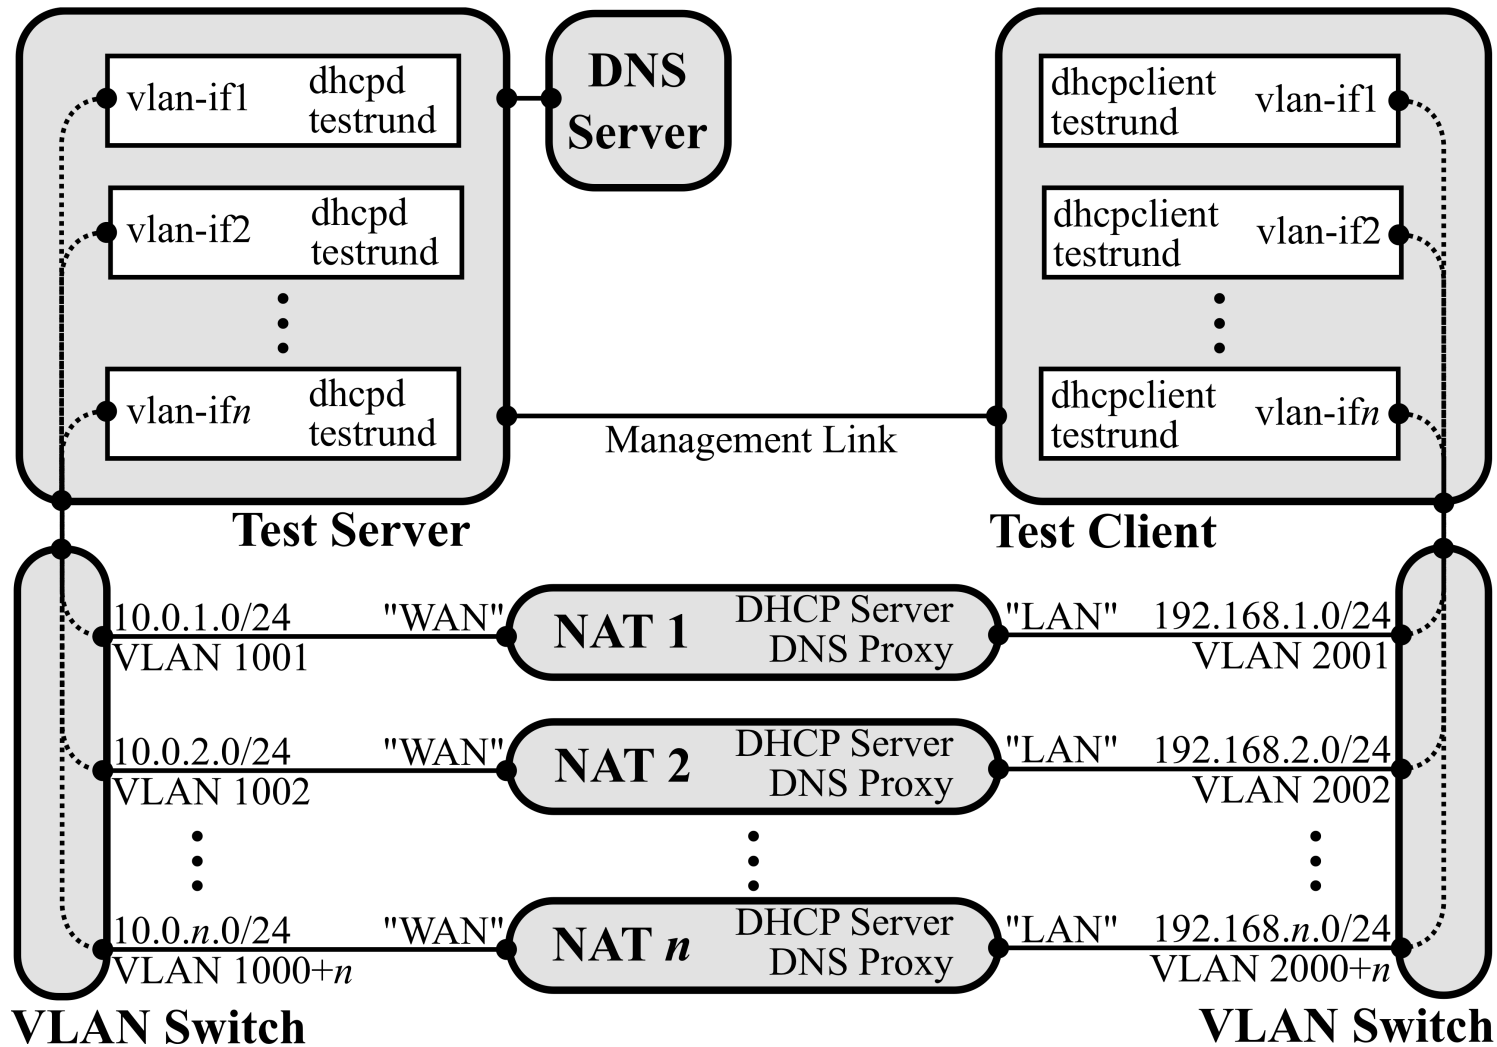 vlan-if1
dhcpd
testrund
DNS
Server
dhcpclient
testrund
vlan-if1
vlan-if2
dhcpd
testrund
dhcpclient
testrund
vlan-if2
vlan-ifn
dhcpd
testrund
Management Link
dhcpclient
testrund
vlan-ifn
Test Server
Test Client
10.0.1.0/24
VLAN 1001
"WAN"
NAT 1
DHCP Server
DNS Proxy
"LAN"
192.168.1.0/24
VLAN 2001
10.0.2.0/24
VLAN 1002
"WAN"
NAT 2
DHCP Server
DNS Proxy
"LAN"
192.168.2.0/24
VLAN 2002
10.0.n.0/24
VLAN 1000+n
"WAN"
NAT n
DHCP Server
DNS Proxy
"LAN"
192.168.n.0/24
VLAN 2000+n
VLAN Switch
VLAN Switch